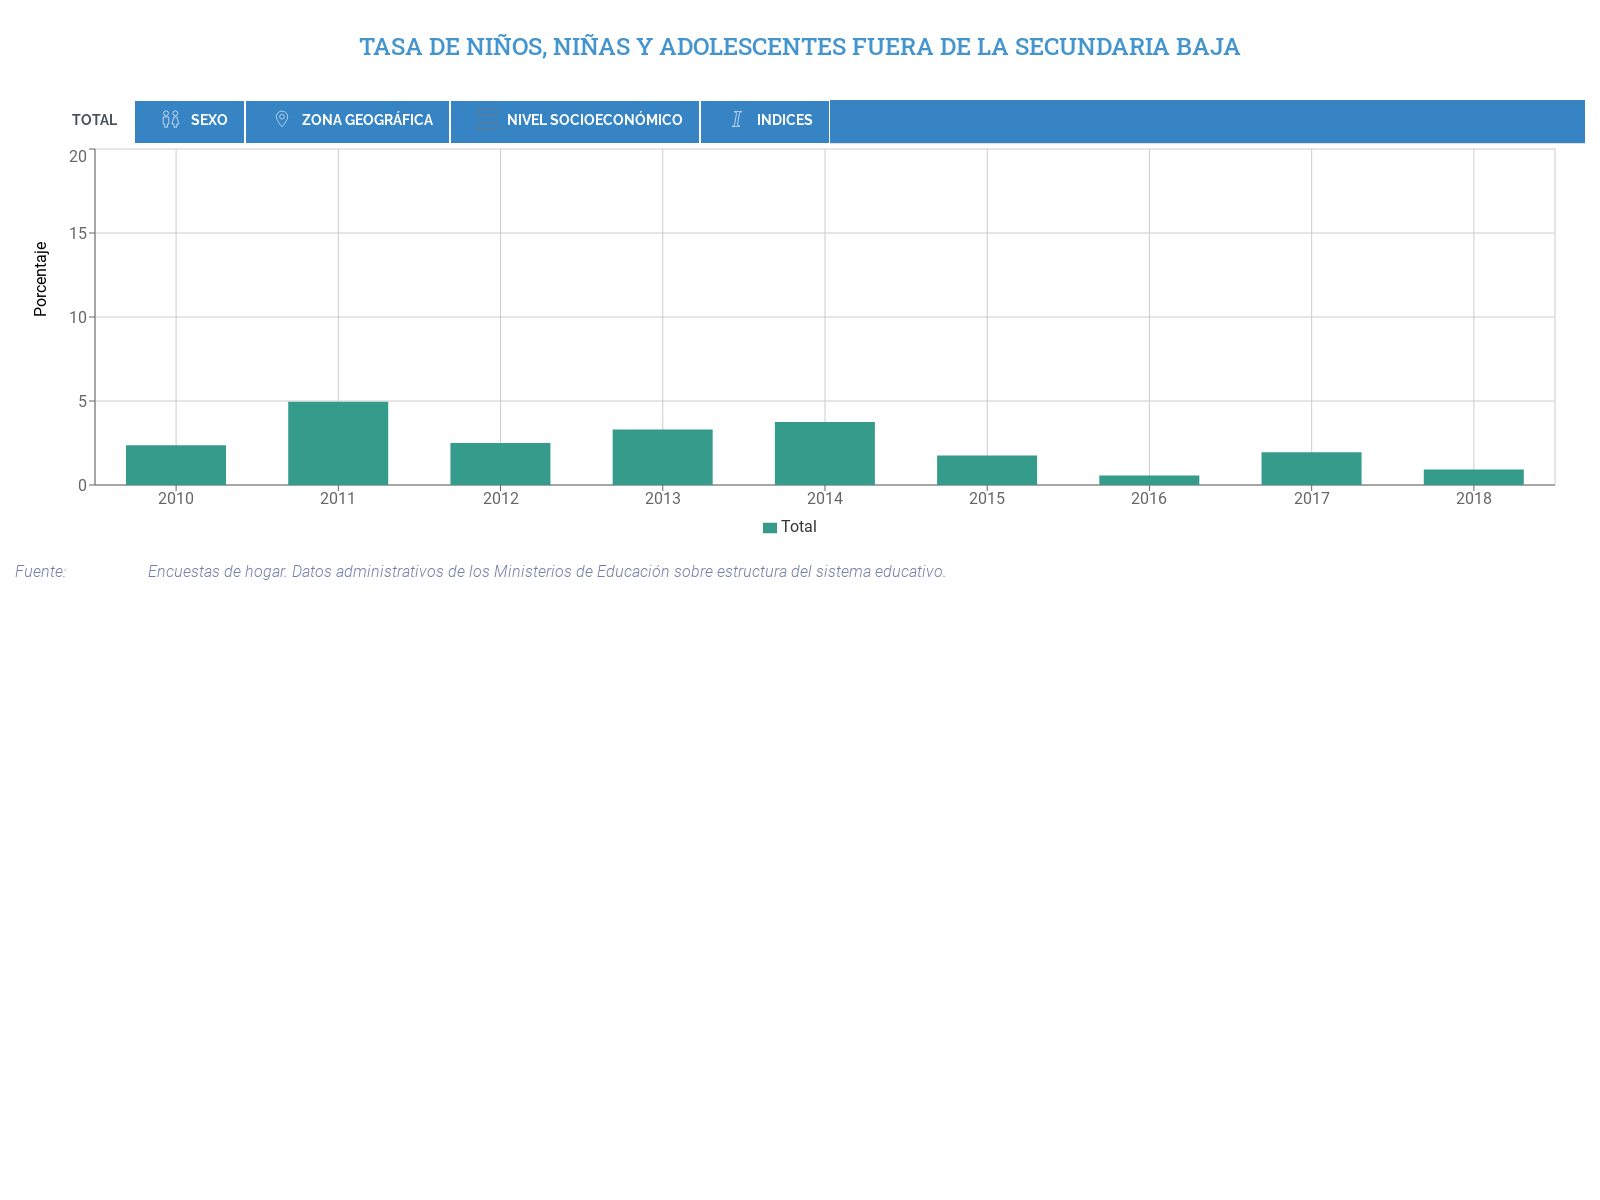 TASA DE NIÑOS, NIÑAS Y ADOLESCENTES FUERA DE LA SECUNDARIA BAJA
TOTAL SEXO ZONA GEOGRÁFICA NIVEL SOCIOECONÓMICO INDICES
Porcentaje
20
15
10
5
0
2010 2011 2012 2013 2014 2015 2016 2017 2018
Total
Fuente: Encuestas de hogar. Datos administrativos de los Ministerios de Educación sobre estructura del sistema educativo.